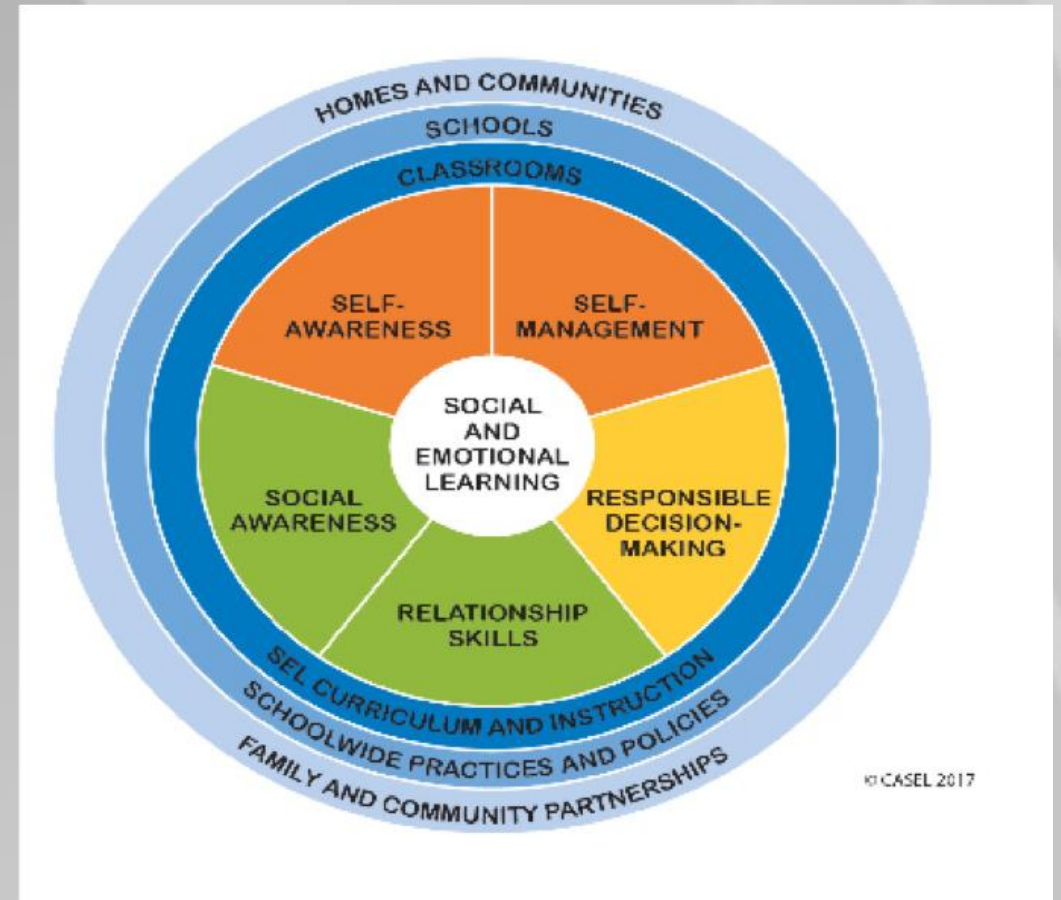 HOMES AND COMMUNITIES
SCHOOLS
CLASSROOMS
SELF-
AWARENESS
SELF-
MANAGEMENT
SOCIAL
AND
EMOTIONAL
LEARNING
SOCIAL
AWARENESS
RESPONSIBLE
DECISION-
MAKING
RELATIONSHIP
SKILLS
SEL CURRICULUM AND INSTRUCTION
SCHOOLWIDE PRACTICES AND POLICIES
FAMILY AND COMMUNITY PARTNERSHIPS
© CASEL 2017